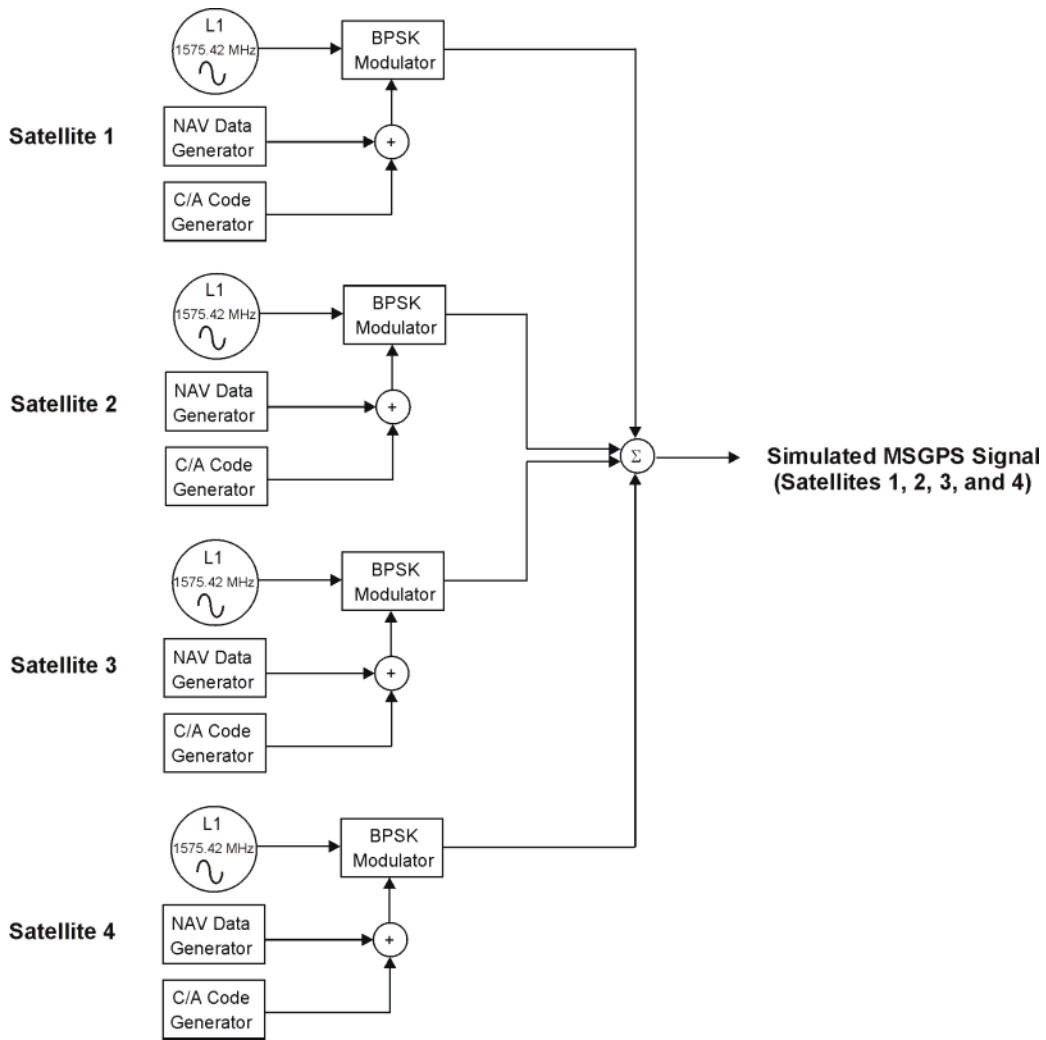 L1
1575.42 MHz
BPSK
Modulator
Satellite 1
NAV Data
Generator
+
C/A Code
Generator
L1
1575.42 MHz
BPSK
Modulator
Satellite 2
NAV Data
Generator
+
C/A Code
Generator
Σ
Simulated MSGPS Signal
(Satellites 1, 2, 3, and 4)
L1
1575.42 MHz
BPSK
Modulator
Satellite 3
NAV Data
Generator
+
C/A Code
Generator
L1
1575.42 MHz
BPSK
Modulator
Satellite 4
NAV Data
Generator
+
C/A Code
Generator